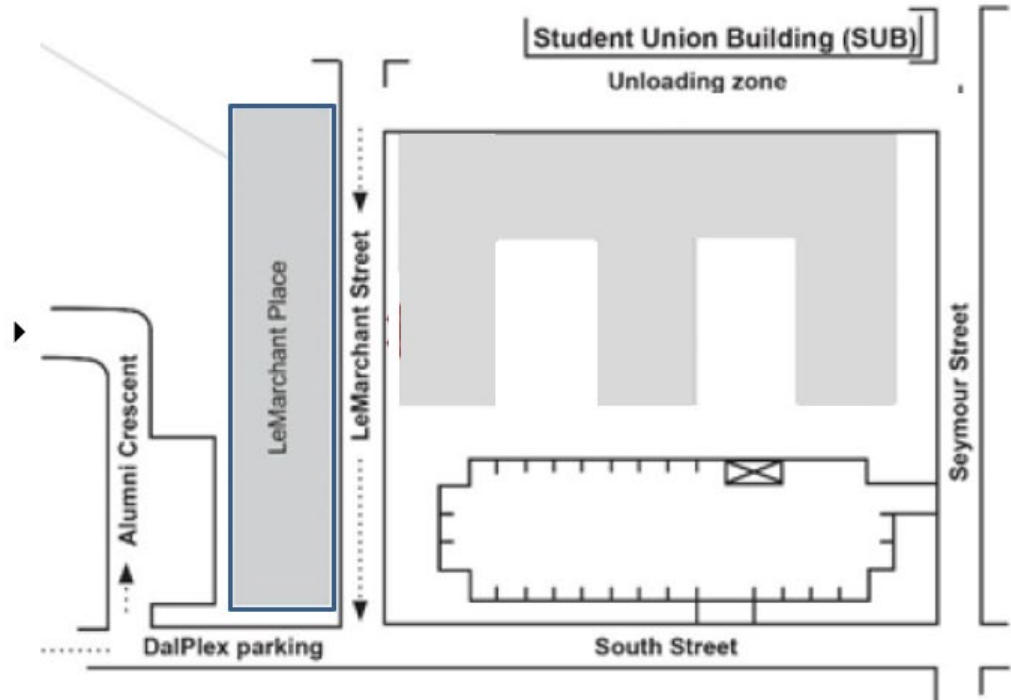 Student Union Building (SUB)
Unloading zone
LeMarchant Place
LeMarchant Street
Seymour Street
Alumni Crescent
DalPlex parking
South Street